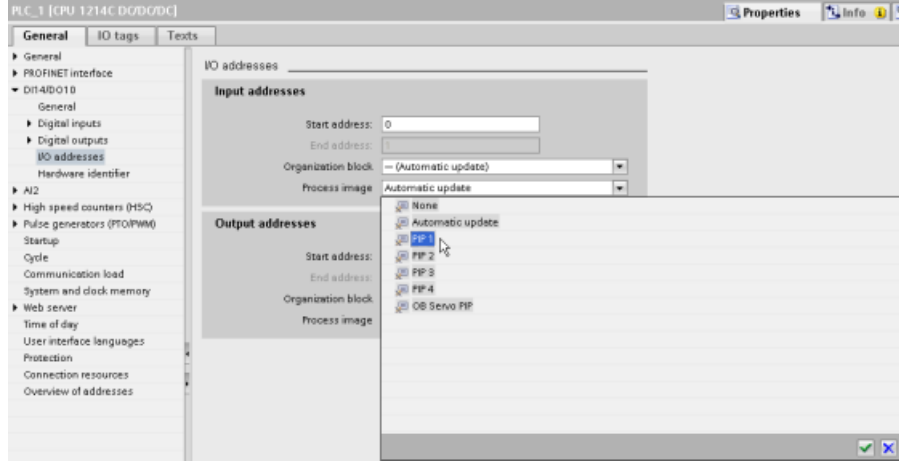 PLC_1 [CPU 1214C DC/DC/DC]
Properties
Info
General
IO tags
Texts
General
PROFINET interface
DI14/DO10
General
Digital inputs
Digital outputs
I/O addresses
Hardware identifier
AI2
High speed counters (HSC)
Pulse generators (PTO/PWM)
Startup
Cycle
Communication load
System and clock memory
Web server
Time of day
User interface languages
Protection
Connection resources
Overview of addresses
I/O addresses
Input addresses
Start address: 0
End address: 1
Organization block: -- (Automatic update)
Process image: Automatic update
None
Automatic update
PIP 1
PIP 2
PIP 3
PIP 4
OB Servo PIP
Output addresses
Start address:
End address:
Organization block
Process image